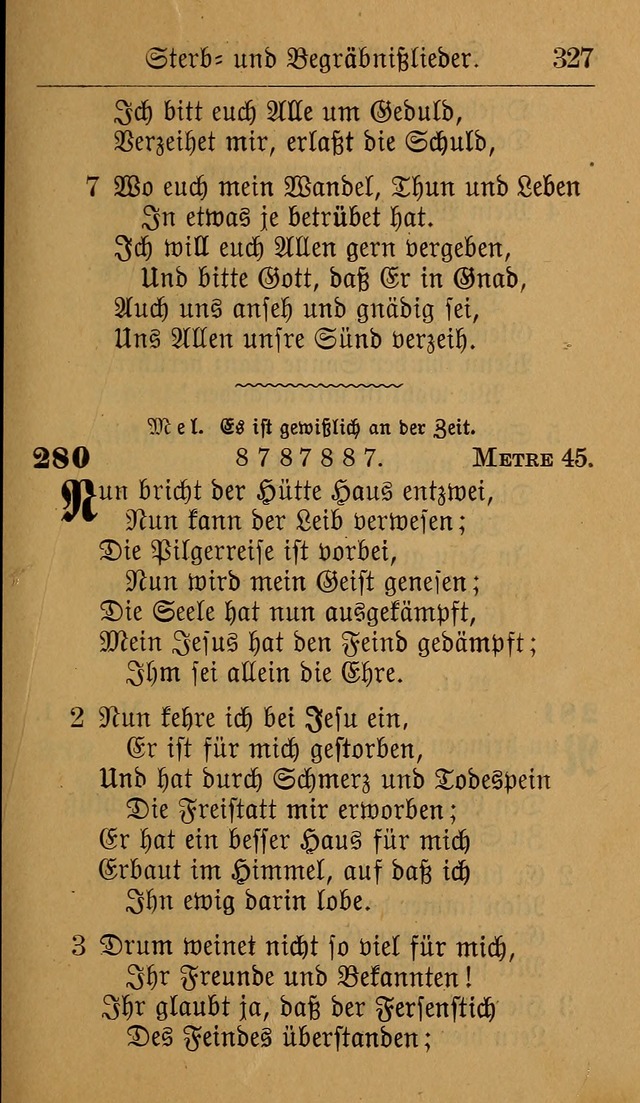 Sterb- und Begräbnißlieder. 327
Ich bitt euch Alle um Geduld,
Verzeihet mir, erlaßt die Schuld,
7 Wo euch mein Wandel, Thun und Leben
In etwas je betrübet hat.
Ich will euch Allen gern vergeben,
Und bitte Gott, daß Er in Gnad,
Auch uns anseh und gnädig sei,
Uns Allen unsre Sünd verzeih.
Mel. Es ist gewißlich an der Zeit.
280 8 7 8 7 8 8 7. METRE 45.
Nun bricht der Hütte Haus entzwei,
Nun kann der Leib verwesen;
Die Pilgerreise ist vorbei,
Nun wird mein Geist genesen;
Die Seele hat nun ausgekämpft,
Mein Jesus hat den Feind gedämpft;
Ihm sei allein die Ehre.
2 Nun kehre ich bei Jesu ein,
Er ist für mich gestorben,
Und hat durch Schmerz und Todespein
Die Freistatt mir erworben;
Er hat ein besser Haus für mich
Erbaut im Himmel, auf daß ich
Ihn ewig darin lobe.
3 Drum weinet nicht so viel für mich,
Ihr Freunde und Bekannten!
Ihr glaubt ja, daß der Fersenstich
Des Feindes überstanden;